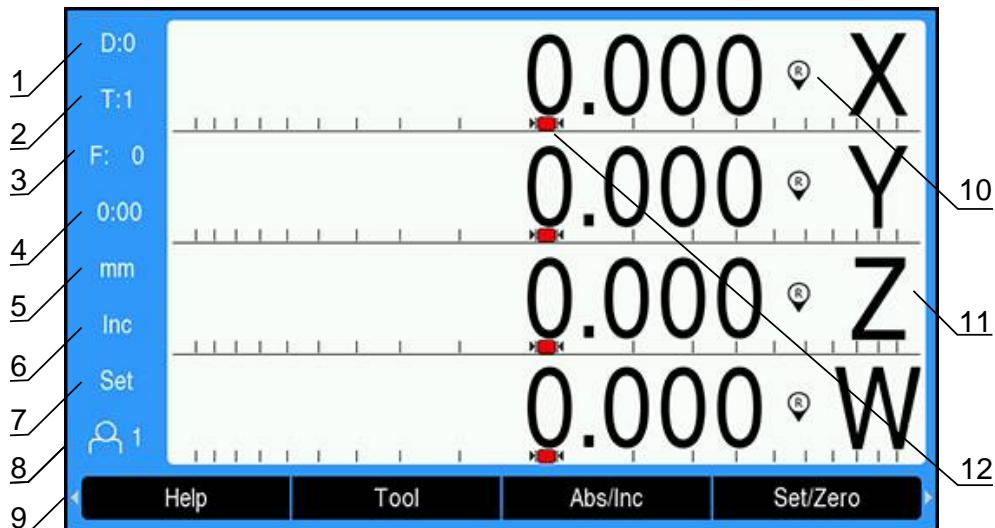 D:0
T:1
F: 0
0:00
mm
Inc
Set
1
0.000 R X
0.000 R Y
0.000 R Z
0.000 R W
Help Tool Abs/Inc Set/Zero
1
2
3
4
5
6
7
8
9
10
11
12